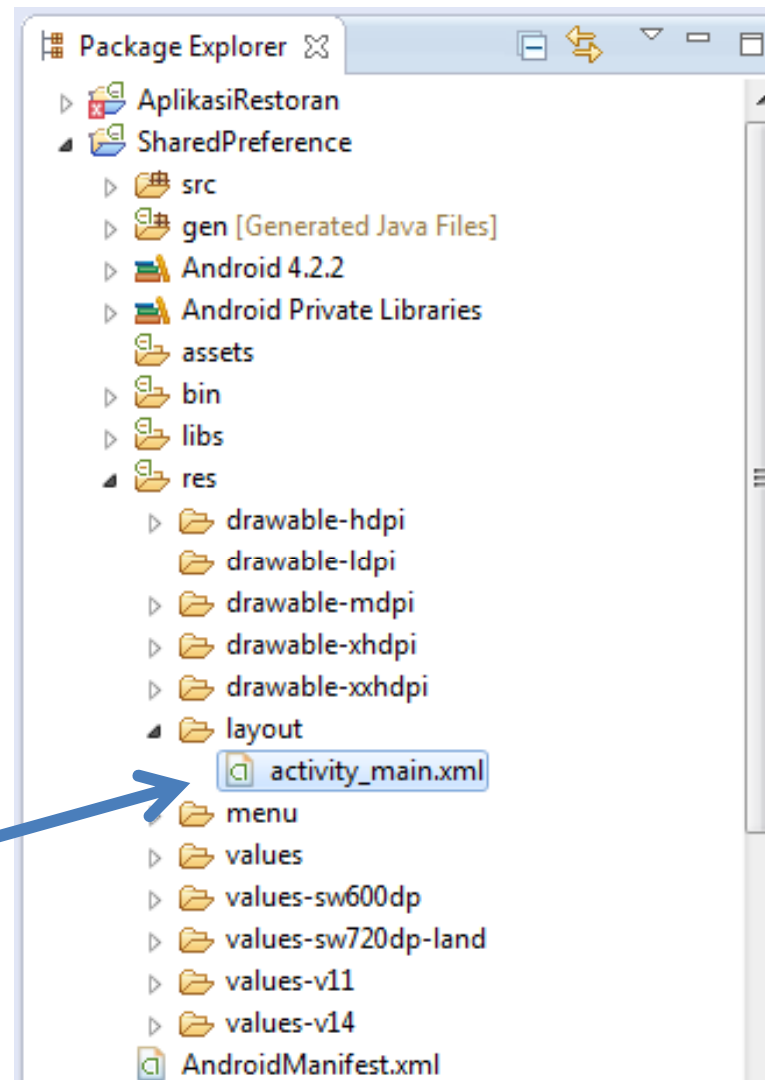 Package Explorer
AplikasiRestoran
SharedPreference
src
gen [Generated Java Files]
Android 4.2.2
Android Private Libraries
assets
bin
libs
res
drawable-hdpi
drawable-ldpi
drawable-mdpi
drawable-xhdpi
drawable-xxhdpi
layout
activity_main.xml
menu
values
values-sw600dp
values-sw720dp-land
values-v11
values-v14
AndroidManifest.xml